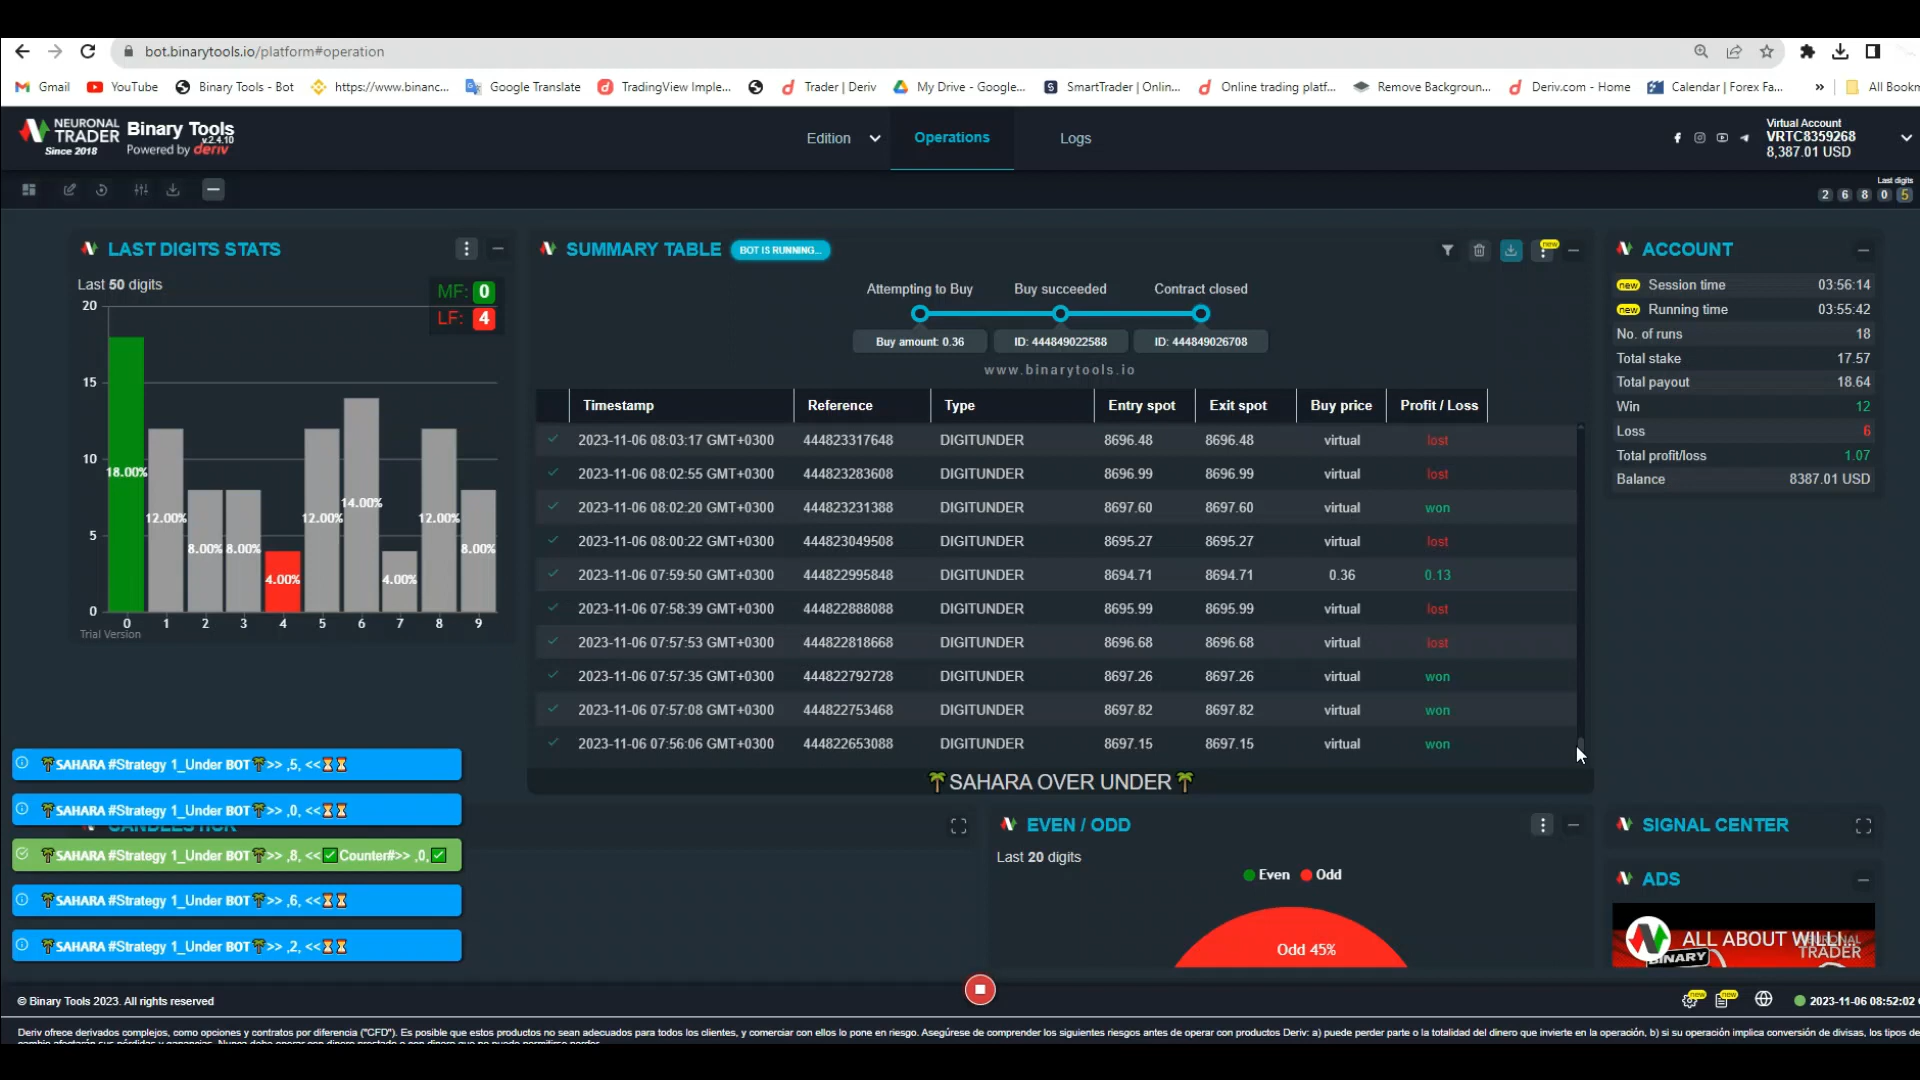 bot.binarytools.io/platform#operation
Gmail YouTube Binary Tools - Bot https://www.binanc... Google Translate TradingView Imple... Trader | Deriv My Drive - Google... SmartTrader | Onlin... Online trading platf... Remove Backgroun... Deriv.com - Home Calendar | Forex Fa... » All Bookm
NEURONAL TRADER Since 2018
Binary Tools v.2.4.10
Powered by deriv
Edition Operations Logs
Virtual Account
VRTC8359268
8,387.01 USD
Last digits
2 6 8 0 5
LAST DIGITS STATS
Last 50 digits
MF: 0
LF: 4
20
15
10
5
0
18.00% 12.00% 8.00% 8.00% 4.00% 12.00% 14.00% 4.00% 12.00% 8.00%
0 1 2 3 4 5 6 7 8 9
Trial Version
SUMMARY TABLE BOT IS RUNNING... new
Attempting to Buy Buy succeeded Contract closed
Buy amount: 0.36 ID: 444849022588 ID: 444849026708
www.binarytools.io
Timestamp Reference Type Entry spot Exit spot Buy price Profit / Loss
2023-11-06 08:03:17 GMT+0300 444823317648 DIGITUNDER 8696.48 8696.48 virtual lost
2023-11-06 08:02:55 GMT+0300 444823283608 DIGITUNDER 8696.99 8696.99 virtual lost
2023-11-06 08:02:20 GMT+0300 444823231388 DIGITUNDER 8697.60 8697.60 virtual won
2023-11-06 08:00:22 GMT+0300 444823049508 DIGITUNDER 8695.27 8695.27 virtual lost
2023-11-06 07:59:50 GMT+0300 444822995848 DIGITUNDER 8694.71 8694.71 0.36 0.13
2023-11-06 07:58:39 GMT+0300 444822888088 DIGITUNDER 8695.99 8695.99 virtual lost
2023-11-06 07:57:53 GMT+0300 444822818668 DIGITUNDER 8696.68 8696.68 virtual lost
2023-11-06 07:57:35 GMT+0300 444822792728 DIGITUNDER 8697.26 8697.26 virtual won
2023-11-06 07:57:08 GMT+0300 444822753468 DIGITUNDER 8697.82 8697.82 virtual won
2023-11-06 07:56:06 GMT+0300 444822653088 DIGITUNDER 8697.15 8697.15 virtual won
🌴SAHARA OVER UNDER🌴
ACCOUNT
new Session time 03:56:14
new Running time 03:55:42
No. of runs 18
Total stake 17.57
Total payout 18.64
Win 12
Loss 6
Total profit/loss 1.07
Balance 8387.01 USD
🌴SAHARA #Strategy 1_Under BOT🌴>> ,5, <<⌛⌛
🌴SAHARA #Strategy 1_Under BOT🌴>> ,0, <<⌛⌛
CANDLESTICK
🌴SAHARA #Strategy 1_Under BOT🌴>> ,8, <<✅Counter#>> ,0,✅
🌴SAHARA #Strategy 1_Under BOT🌴>> ,6, <<⌛⌛
🌴SAHARA #Strategy 1_Under BOT🌴>> ,2, <<⌛⌛
EVEN / ODD
Last 20 digits
Even Odd
Odd 45%
SIGNAL CENTER
ADS
ALL ABOUT WILLI...
NEURONAL TRADER
BINARY
© Binary Tools 2023. All rights reserved
new new 2023-11-06 08:52:02
Deriv ofrece derivados complejos, como opciones y contratos por diferencia ("CFD"). Es posible que estos productos no sean adecuados para todos los clientes, y comerciar con ellos lo pone en riesgo. Asegúrese de comprender los siguientes riesgos antes de operar con productos Deriv: a) puede perder parte o la totalidad del dinero que invierte en la operación, b) si su operación implica conversión de divisas, los tipos de